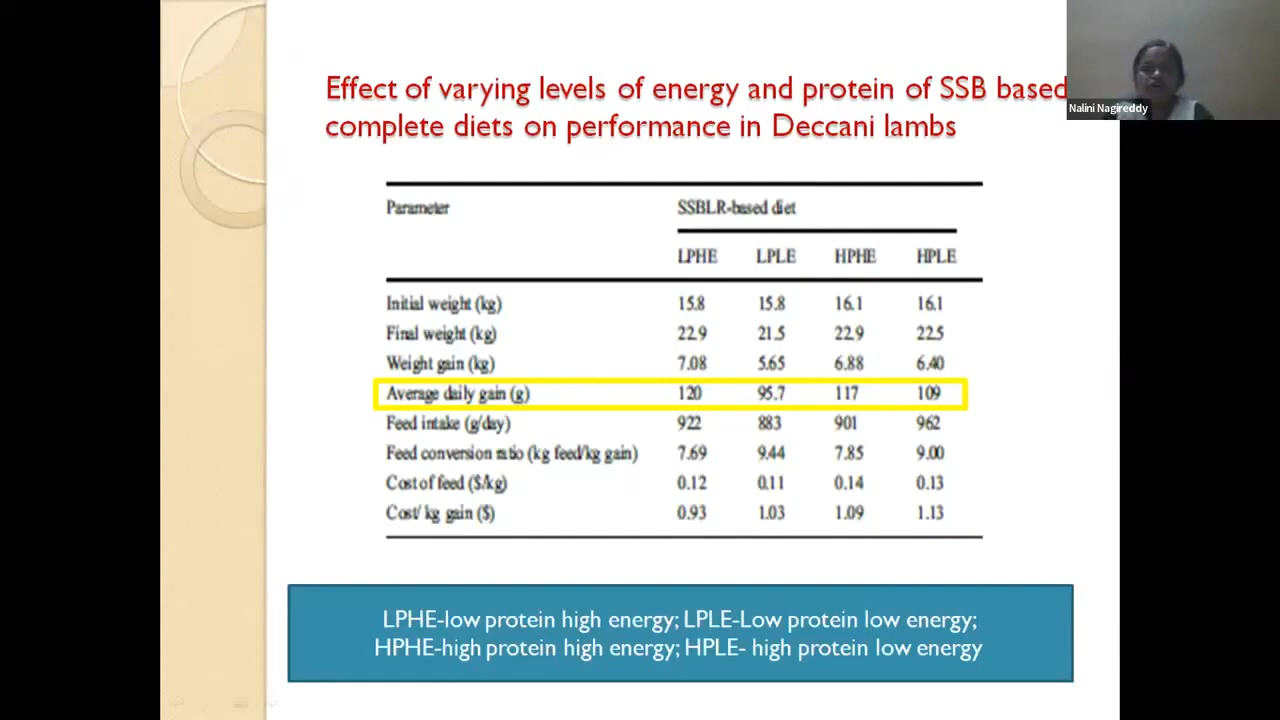 Effect of varying levels of energy and protein of SSB based
complete diets on performance in Deccani lambs
Nalini Nagireddy
Parameter SSBLR-based diet
LPHE LPLE HPHE HPLE
Initial weight (kg) 15.8 15.8 16.1 16.1
Final weight (kg) 22.9 21.5 22.9 22.5
Weight gain (kg) 7.08 5.65 6.88 6.40
Average daily gain (g) 120 95.7 117 109
Feed intake (g/day) 922 883 901 962
Feed conversion ratio (kg feed/kg gain) 7.69 9.44 7.85 9.00
Cost of feed ($/kg) 0.12 0.11 0.14 0.13
Cost/ kg gain ($) 0.93 1.03 1.09 1.13
LPHE-low protein high energy; LPLE-Low protein low energy;
HPHE-high protein high energy; HPLE- high protein low energy